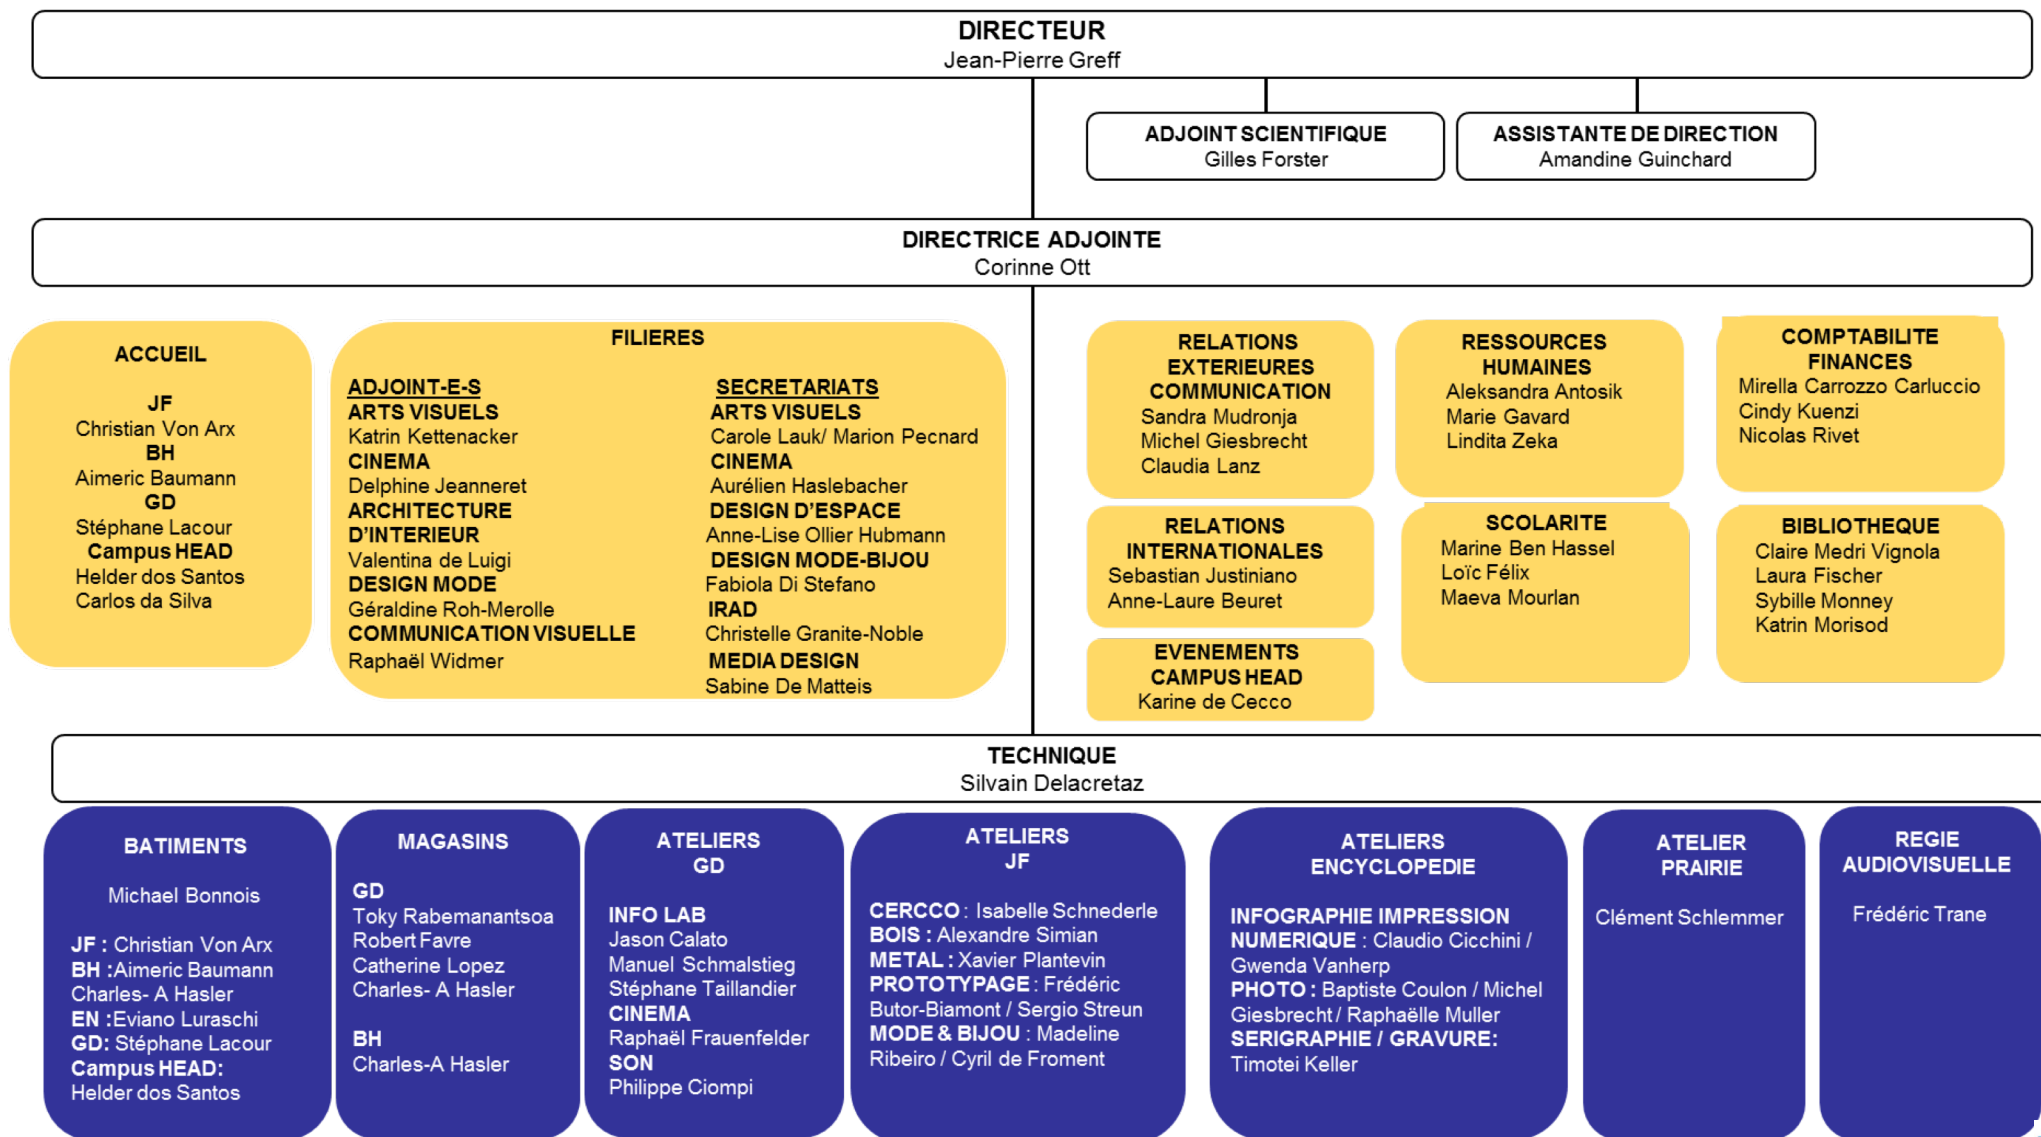 DIRECTEUR
Jean-Pierre Greff
ADJOINT SCIENTIFIQUE
Gilles Forster
ASSISTANTE DE DIRECTION
Amandine Guinchard
DIRECTRICE ADJOINTE
Corinne Ott
ACCUEIL
JF
Christian Von Arx
BH
Aimeric Baumann
GD
Stéphane Lacour
Campus HEAD
Helder dos Santos
Carlos da Silva
FILIERES
ADJOINT-E-S
ARTS VISUELS
Katrin Kettenacker
CINEMA
Delphine Jeanneret
ARCHITECTURE
D'INTERIEUR
Valentina de Luigi
DESIGN MODE
Géraldine Roh-Merolle
COMMUNICATION VISUELLE
Raphaël Widmer
SECRETARIATS
ARTS VISUELS
Carole Lauk/ Marion Pecnard
CINEMA
Aurélien Haslebacher
DESIGN D'ESPACE
Anne-Lise Ollier Hubmann
DESIGN MODE-BIJOU
Fabiola Di Stefano
IRAD
Christelle Granite-Noble
MEDIA DESIGN
Sabine De Matteis
RELATIONS
EXTERIEURES
COMMUNICATION
Sandra Mudronja
Michel Giesbrecht
Claudia Lanz
RESSOURCES
HUMAINES
Aleksandra Antosik
Marie Gavard
Lindita Zeka
COMPTABILITE
FINANCES
Mirella Carrozzo Carluccio
Cindy Kuenzi
Nicolas Rivet
RELATIONS
INTERNATIONALES
Sebastian Justiniano
Anne-Laure Beuret
SCOLARITE
Marine Ben Hassel
Loïc Félix
Maeva Mourlan
BIBLIOTHEQUE
Claire Medri Vignola
Laura Fischer
Sybille Monney
Katrin Morisod
EVENEMENTS
CAMPUS HEAD
Karine de Cecco
TECHNIQUE
Silvain Delacretaz
BATIMENTS
Michael Bonnois
JF : Christian Von Arx
BH :Aimeric Baumann
Charles- A Hasler
EN :Eviano Luraschi
GD: Stéphane Lacour
Campus HEAD:
Helder dos Santos
MAGASINS
GD
Toky Rabemanantsoa
Robert Favre
Catherine Lopez
Charles- A Hasler
BH
Charles-A Hasler
ATELIERS
GD
INFO LAB
Jason Calato
Manuel Schmalstieg
Stéphane Taillandier
CINEMA
Raphaël Frauenfelder
SON
Philippe Ciompi
ATELIERS
JF
CERCCO : Isabelle Schnederle
BOIS : Alexandre Simian
METAL : Xavier Plantevin
PROTOTYPAGE : Frédéric
Butor-Biamont / Sergio Streun
MODE & BIJOU : Madeline
Ribeiro / Cyril de Froment
ATELIERS
ENCYCLOPEDIE
INFOGRAPHIE IMPRESSION
NUMERIQUE : Claudio Cicchini /
Gwenda Vanherp
PHOTO : Baptiste Coulon / Michel
Giesbrecht / Raphaëlle Muller
SERIGRAPHIE / GRAVURE:
Timotei Keller
ATELIER
PRAIRIE
Clément Schlemmer
REGIE
AUDIOVISUELLE
Frédéric Trane